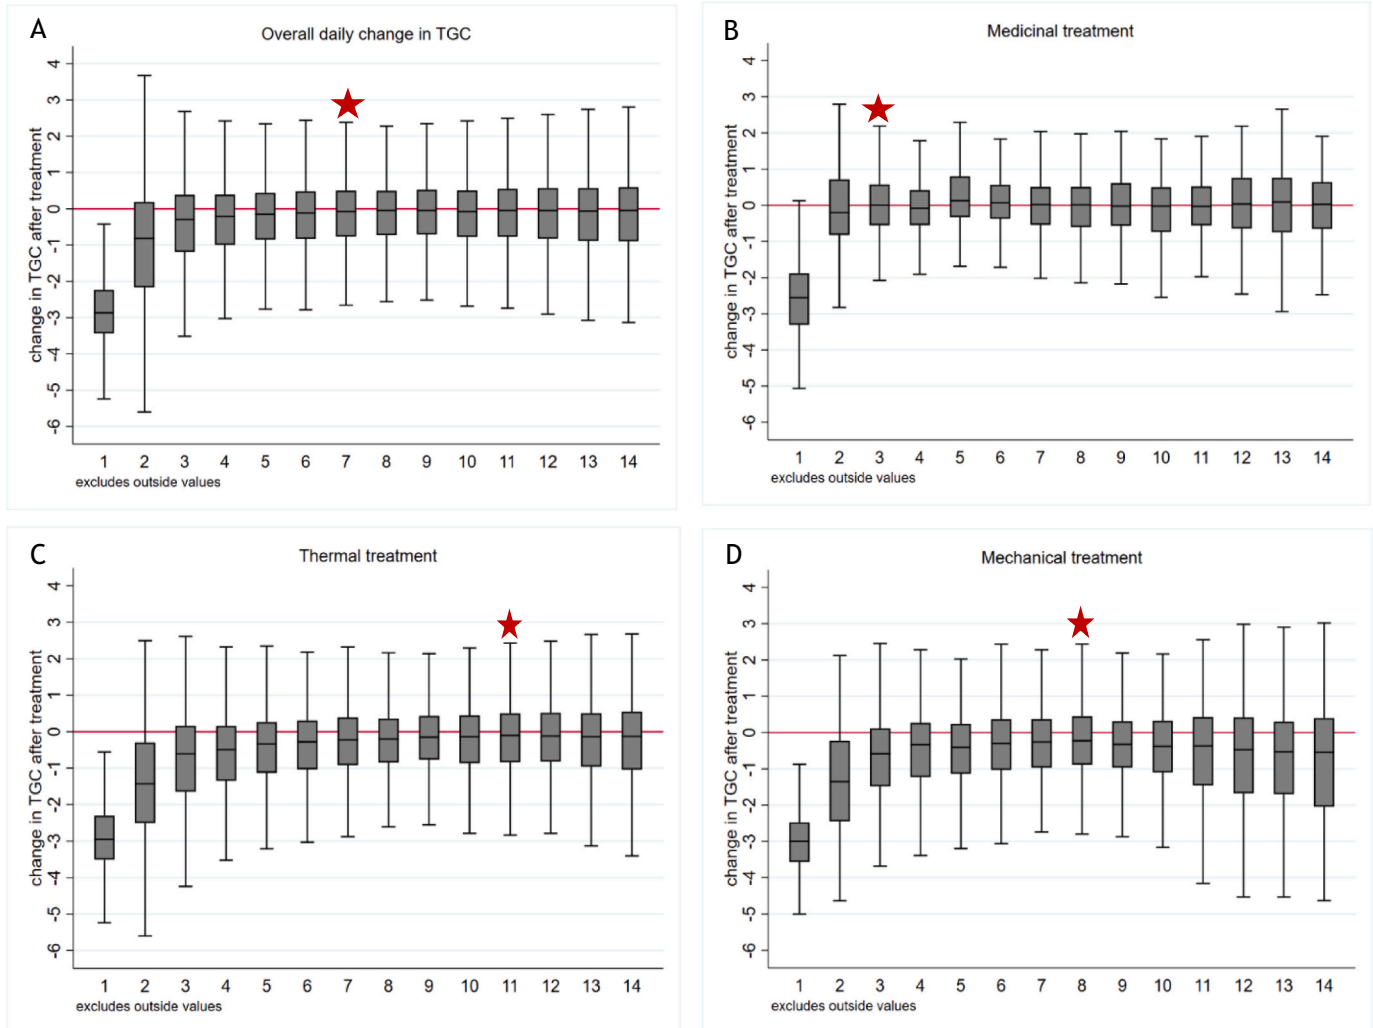 A
Overall daily change in TGC
change in TGC after treatment
4
3
2
1
0
-1
-2
-3
-4
-5
-6
1 2 3 4 5 6 7 8 9 10 11 12 13 14
excludes outside values
B
Medicinal treatment
change in TGC after treatment
4
3
2
1
0
-1
-2
-3
-4
-5
-6
1 2 3 4 5 6 7 8 9 10 11 12 13 14
excludes outside values
C
Thermal treatment
change in TGC after treatment
4
3
2
1
0
-1
-2
-3
-4
-5
-6
1 2 3 4 5 6 7 8 9 10 11 12 13 14
excludes outside values
D
Mechanical treatment
change in TGC after treatment
4
3
2
1
0
-1
-2
-3
-4
-5
-6
1 2 3 4 5 6 7 8 9 10 11 12 13 14
excludes outside values